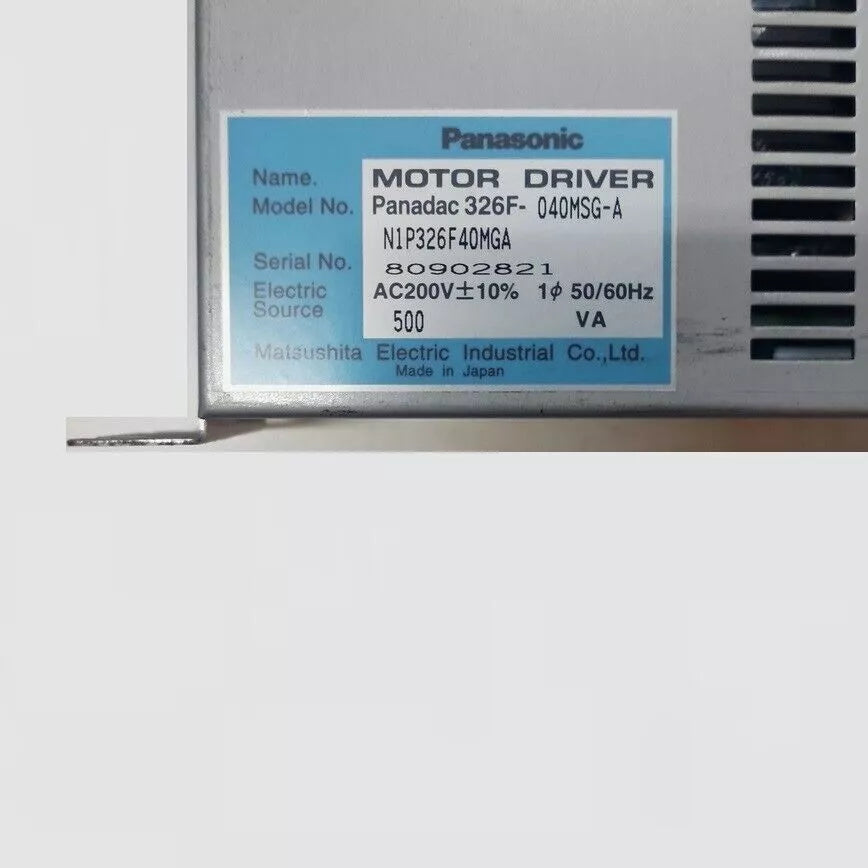 Panasonic
Name. MOTOR DRIVER
Model No. Panadac 326F- 040MSG-A
N1P326F40MGA
Serial No. 80902821
Electric Source AC200V±10% 1φ 50/60Hz
500 VA
Matsushita Electric Industrial Co.,Ltd.
Made in Japan